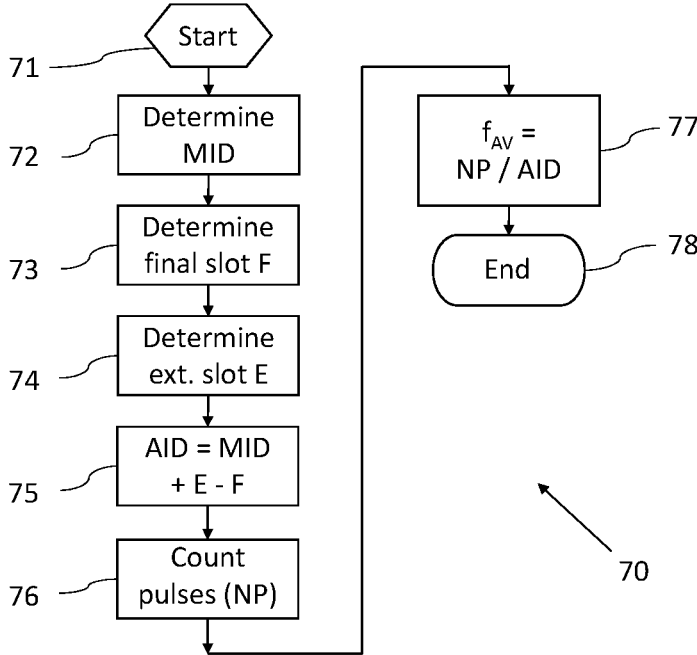 Start
71
Determine
MID
72
Determine
final slot F
73
Determine
ext. slot E
74
AID = MID
+ E - F
75
Count
pulses (NP)
76
f_AV =
NP / AID
77
End
78
70